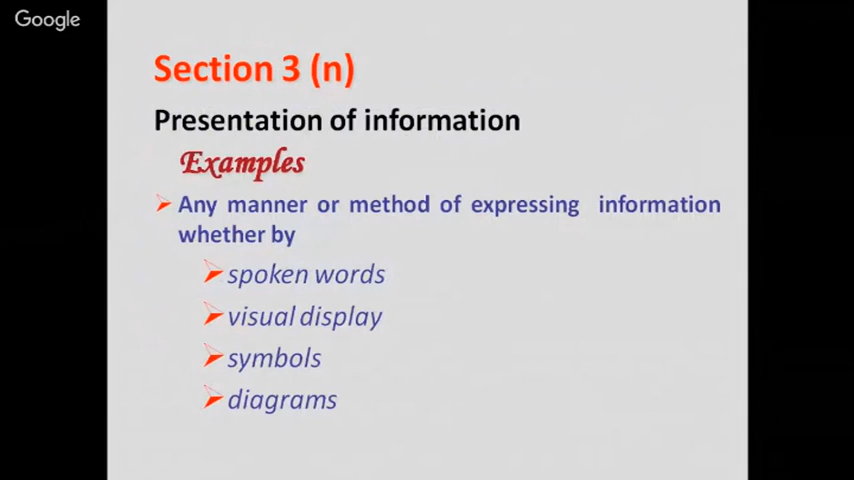 Google
Section 3 (n)
Presentation of information
Examples
Any manner or method of expressing information
whether by
spoken words
visual display
symbols
diagrams